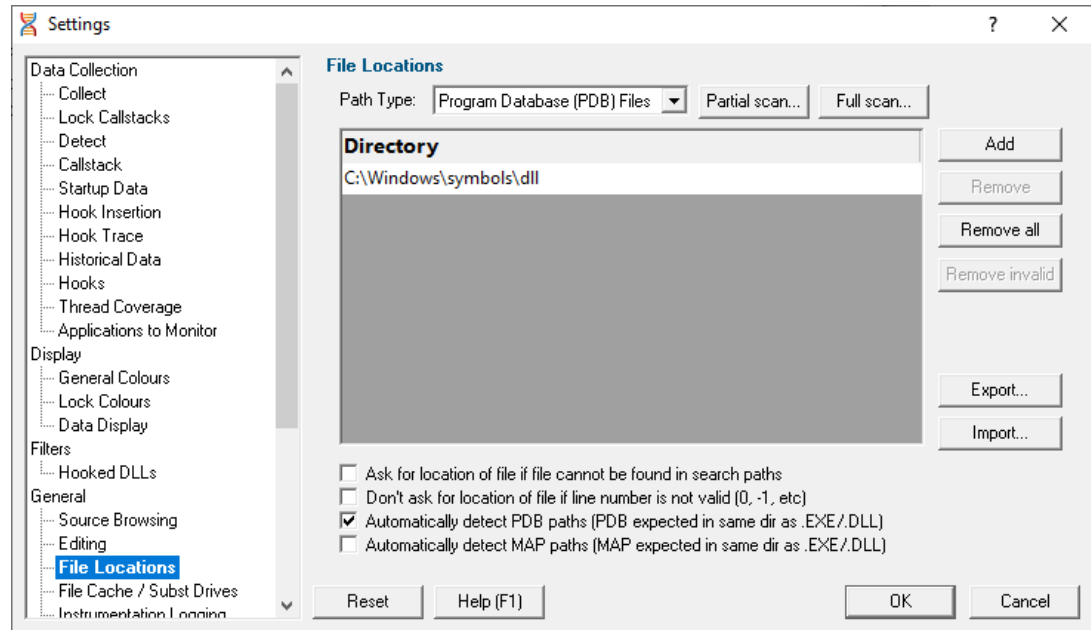 Settings
?
Data Collection
Collect
Lock Callstacks
Detect
Callstack
Startup Data
Hook Insertion
Hook Trace
Historical Data
Hooks
Thread Coverage
Applications to Monitor
Display
General Colours
Lock Colours
Data Display
Filters
Hooked DLLs
General
Source Browsing
Editing
File Locations
File Cache / Subst Drives
Instrumentation Logging
File Locations
Path Type: Program Database (PDB) Files Partial scan... Full scan...
Directory
C:\Windows\symbols\dll
Add
Remove
Remove all
Remove invalid
Export...
Import...
Ask for location of file if file cannot be found in search paths
Don't ask for location of file if line number is not valid (0, -1, etc)
Automatically detect PDB paths (PDB expected in same dir as .EXE/.DLL)
Automatically detect MAP paths (MAP expected in same dir as .EXE/.DLL)
Reset Help (F1) OK Cancel